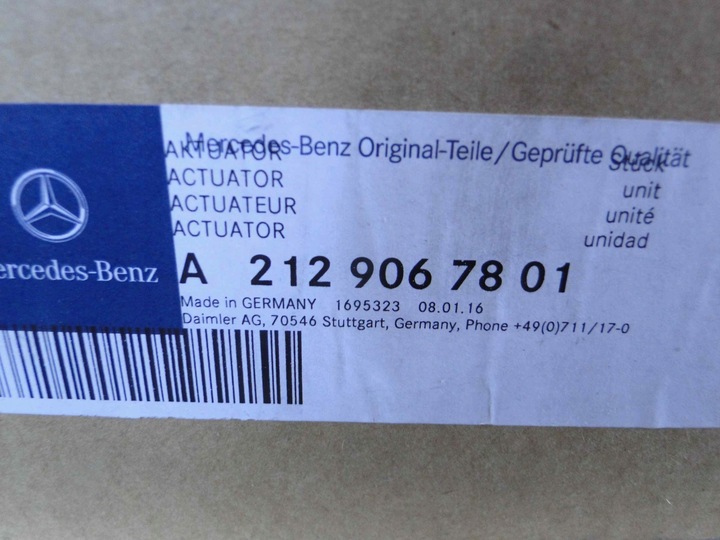 Mercedes-Benz Original-Teile/Geprüfte Qualität
AKTUATOR Stück
ACTUATOR unit
ACTUATEUR unité
ACTUATOR unidad
ercedes-Benz
A 212 906 78 01
Made in GERMANY 1695323 08.01.16
Daimler AG, 70546 Stuttgart, Germany, Phone +49(0)711/17-0